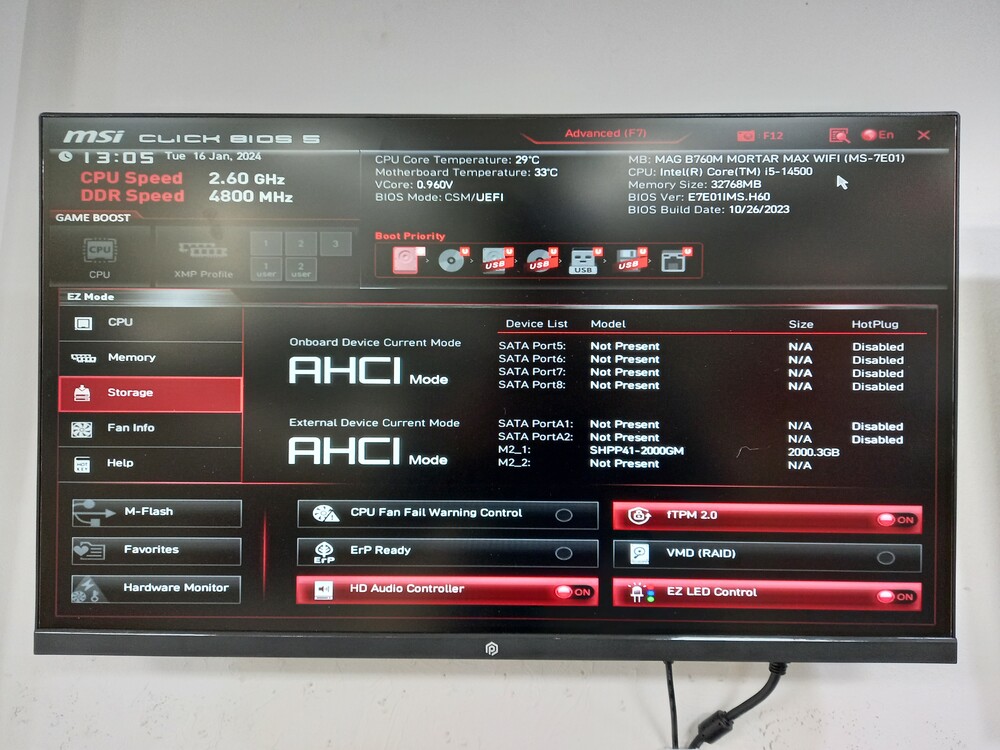 msi CLICK BIOS 5
Advanced (F7)
F12
En
13:05 Tue 16 Jan, 2024
CPU Speed 2.60 GHz
DDR Speed 4800 MHz
CPU Core Temperature: 29°C
Motherboard Temperature: 33°C
VCore: 0.960V
BIOS Mode: CSM/UEFI
MB: MAG B760M MORTAR MAX WIFI (MS-7E01)
CPU: Intel(R) Core(TM) i5-14500
Memory Size: 32768MB
BIOS Ver: E7E01IMS.H60
BIOS Build Date: 10/26/2023
GAME BOOST
CPU
CPU
XMP Profile
1 2 3
1 user 2 user
Boot Priority
USB USB USB USB
EZ Mode
CPU
Memory
Storage
Fan Info
HOT KEY Help
Onboard Device Current Mode
AHCI Mode
External Device Current Mode
AHCI Mode
Device List Model Size HotPlug
SATA Port5: Not Present N/A Disabled
SATA Port6: Not Present N/A Disabled
SATA Port7: Not Present N/A Disabled
SATA Port8: Not Present N/A Disabled
SATA PortA1: Not Present N/A Disabled
SATA PortA2: Not Present N/A Disabled
M2_1: SHPP41-2000GM 2000.3GB
M2_2: Not Present N/A
M-Flash
Favorites
Hardware Monitor
CPU Fan Fail Warning Control
ErP ErP Ready
HD Audio Controller ON
fTPM 2.0 ON
VMD (RAID)
EZ LED Control ON